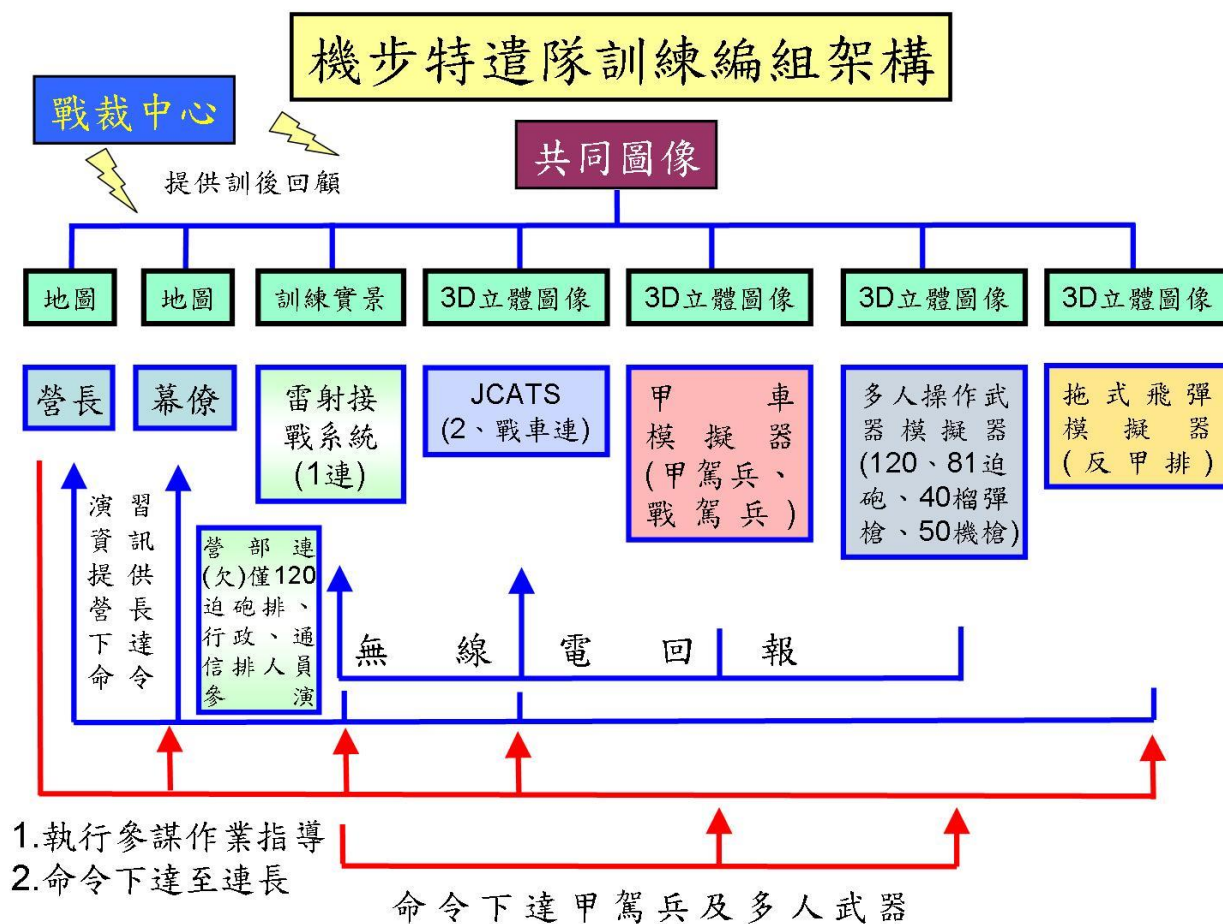 機步特遣隊訓練編組架構
戰裁中心
提供訓後回顧
共同圖像
地圖
地圖
訓練實景
3D立體圖像
3D立體圖像
3D立體圖像
3D立體圖像
營長
幕僚
雷射接
戰系統
(1連)
JCATS
(2、戰車連)
甲車
模擬器
(甲駕兵、
戰駕兵)
多人操作武
器模擬器
(120、81迫
砲、40榴彈
槍、50機槍)
拖式飛彈
模擬器
(反甲排)
演習
資訊
提供
營長
下達
命令
營部連
(欠)僅120
迫砲排、
行政、通
信排人員
參演
無線電回報
1.執行參謀作業指導
2.命令下達至連長
命令下達甲駕兵及多人武器